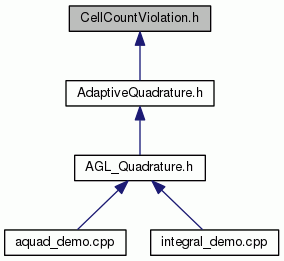 CellCountViolation.h
AdaptiveQuadrature.h
AGL_Quadrature.h
aquad_demo.cpp
integral_demo.cpp